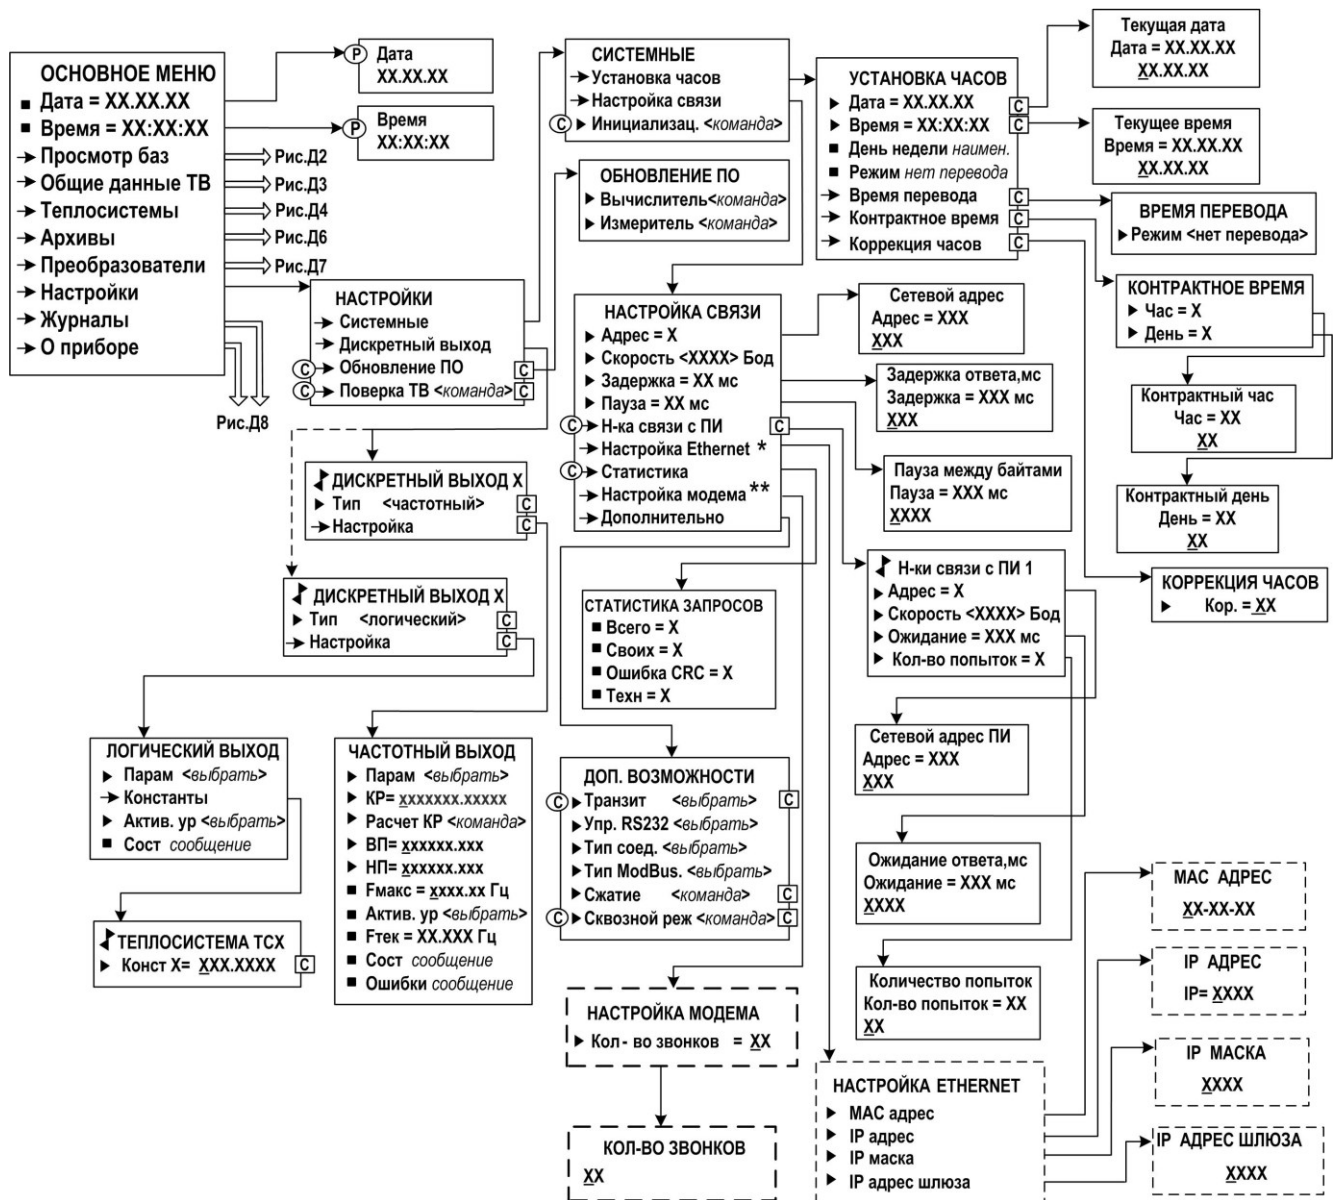 ОСНОВНОЕ МЕНЮ
■ Дата = XX.XX.XX
■ Время = XX:XX:XX
Просмотр баз
Общие данные ТВ
Теплосистемы
Архивы
Преобразователи
Настройки
Журналы
О приборе
Рис.Д2
Рис.Д3
Рис.Д4
Рис.Д6
Рис.Д7
Рис.Д8
Р
Дата
XX.XX.XX
Р
Время
XX:XX:XX
НАСТРОЙКИ
Системные
Дискретный выход
С Обновление ПО С
С Поверка ТВ <команда> С
СИСТЕМНЫЕ
Установка часов
Настройка связи
С Инициализац. <команда>
ОБНОВЛЕНИЕ ПО
Вычислитель<команда>
Измеритель <команда>
УСТАНОВКА ЧАСОВ
Дата = XX.XX.XX С
Время = XX:XX:XX С
День недели наимен.
Режим нет перевода
Время перевода С
Контрактное время С
Коррекция часов С
Текущая дата
Дата = XX.XX.XX
XX.XX.XX
Текущее время
Время = XX.XX.XX
XX.XX.XX
ВРЕМЯ ПЕРЕВОДА
Режим <нет перевода>
КОНТРАКТНОЕ ВРЕМЯ
Час = X
День = X
Контрактный час
Час = XX
XX
Контрактный день
День = XX
XX
КОРРЕКЦИЯ ЧАСОВ
Кор. = XX
НАСТРОЙКА СВЯЗИ
Адрес = X
Скорость <XXXX> Бод
Задержка = XX мс
Пауза = XX мс
С Н-ка связи с ПИ С
Настройка Ethernet *
С Статистика
Настройка модема **
Дополнительно
Сетевой адрес
Адрес = XXX
XXX
Задержка ответа,мс
Задержка = XXX мс
XXX
Пауза между байтами
Пауза = XXX мс
XXXX
Н-ки связи с ПИ 1
Адрес = X
Скорость <XXXX> Бод
Ожидание = XXX мс
Кол-во попыток = X
ДИСКРЕТНЫЙ ВЫХОД X
Тип <частотный> С
Настройка С
ДИСКРЕТНЫЙ ВЫХОД X
Тип <логический> С
Настройка С
СТАТИСТИКА ЗАПРОСОВ
■ Всего = X
■ Своих = X
■ Ошибка CRC = X
■ Техн = X
Сетевой адрес ПИ
Адрес = XXX
XXX
ЛОГИЧЕСКИЙ ВЫХОД
Парам <выбрать>
Константы
Актив. ур <выбрать>
■ Сост сообщение
ТЕПЛОСИСТЕМА ТСX
Конст X= XXX.XXXX С
ЧАСТОТНЫЙ ВЫХОД
Парам <выбрать>
КР= xxxxxxx.xxxxx
Расчет КР <команда>
ВП= xxxxxx.xxx
НП= xxxxxx.xxx
■ Fмакс = xxxx.xx Гц
■ Актив. ур <выбрать>
■ Fтек = XX.XXX Гц
■ Сост сообщение
■ Ошибки сообщение
ДОП. ВОЗМОЖНОСТИ
С Транзит <выбрать> С
Упр. RS232 <выбрать>
Тип соед. <выбрать>
Тип ModBus. <выбрать>
Сжатие <команда> С
С Сквозной реж <команда> С
Ожидание ответа,мс
Ожидание = XXX мс
XXXX
Количество попыток
Кол-во попыток = XX
XX
НАСТРОЙКА МОДЕМА
Кол- во звонков = XX
КОЛ-ВО ЗВОНКОВ
XX
НАСТРОЙКА ETHERNET
MAC адрес
IP адрес
IP маска
IP адрес шлюза
MAC АДРЕС
XX-XX-XX
IP АДРЕС
IP= XXXX
IP МАСКА
XXXX
IP АДРЕС ШЛЮЗА
XXXX